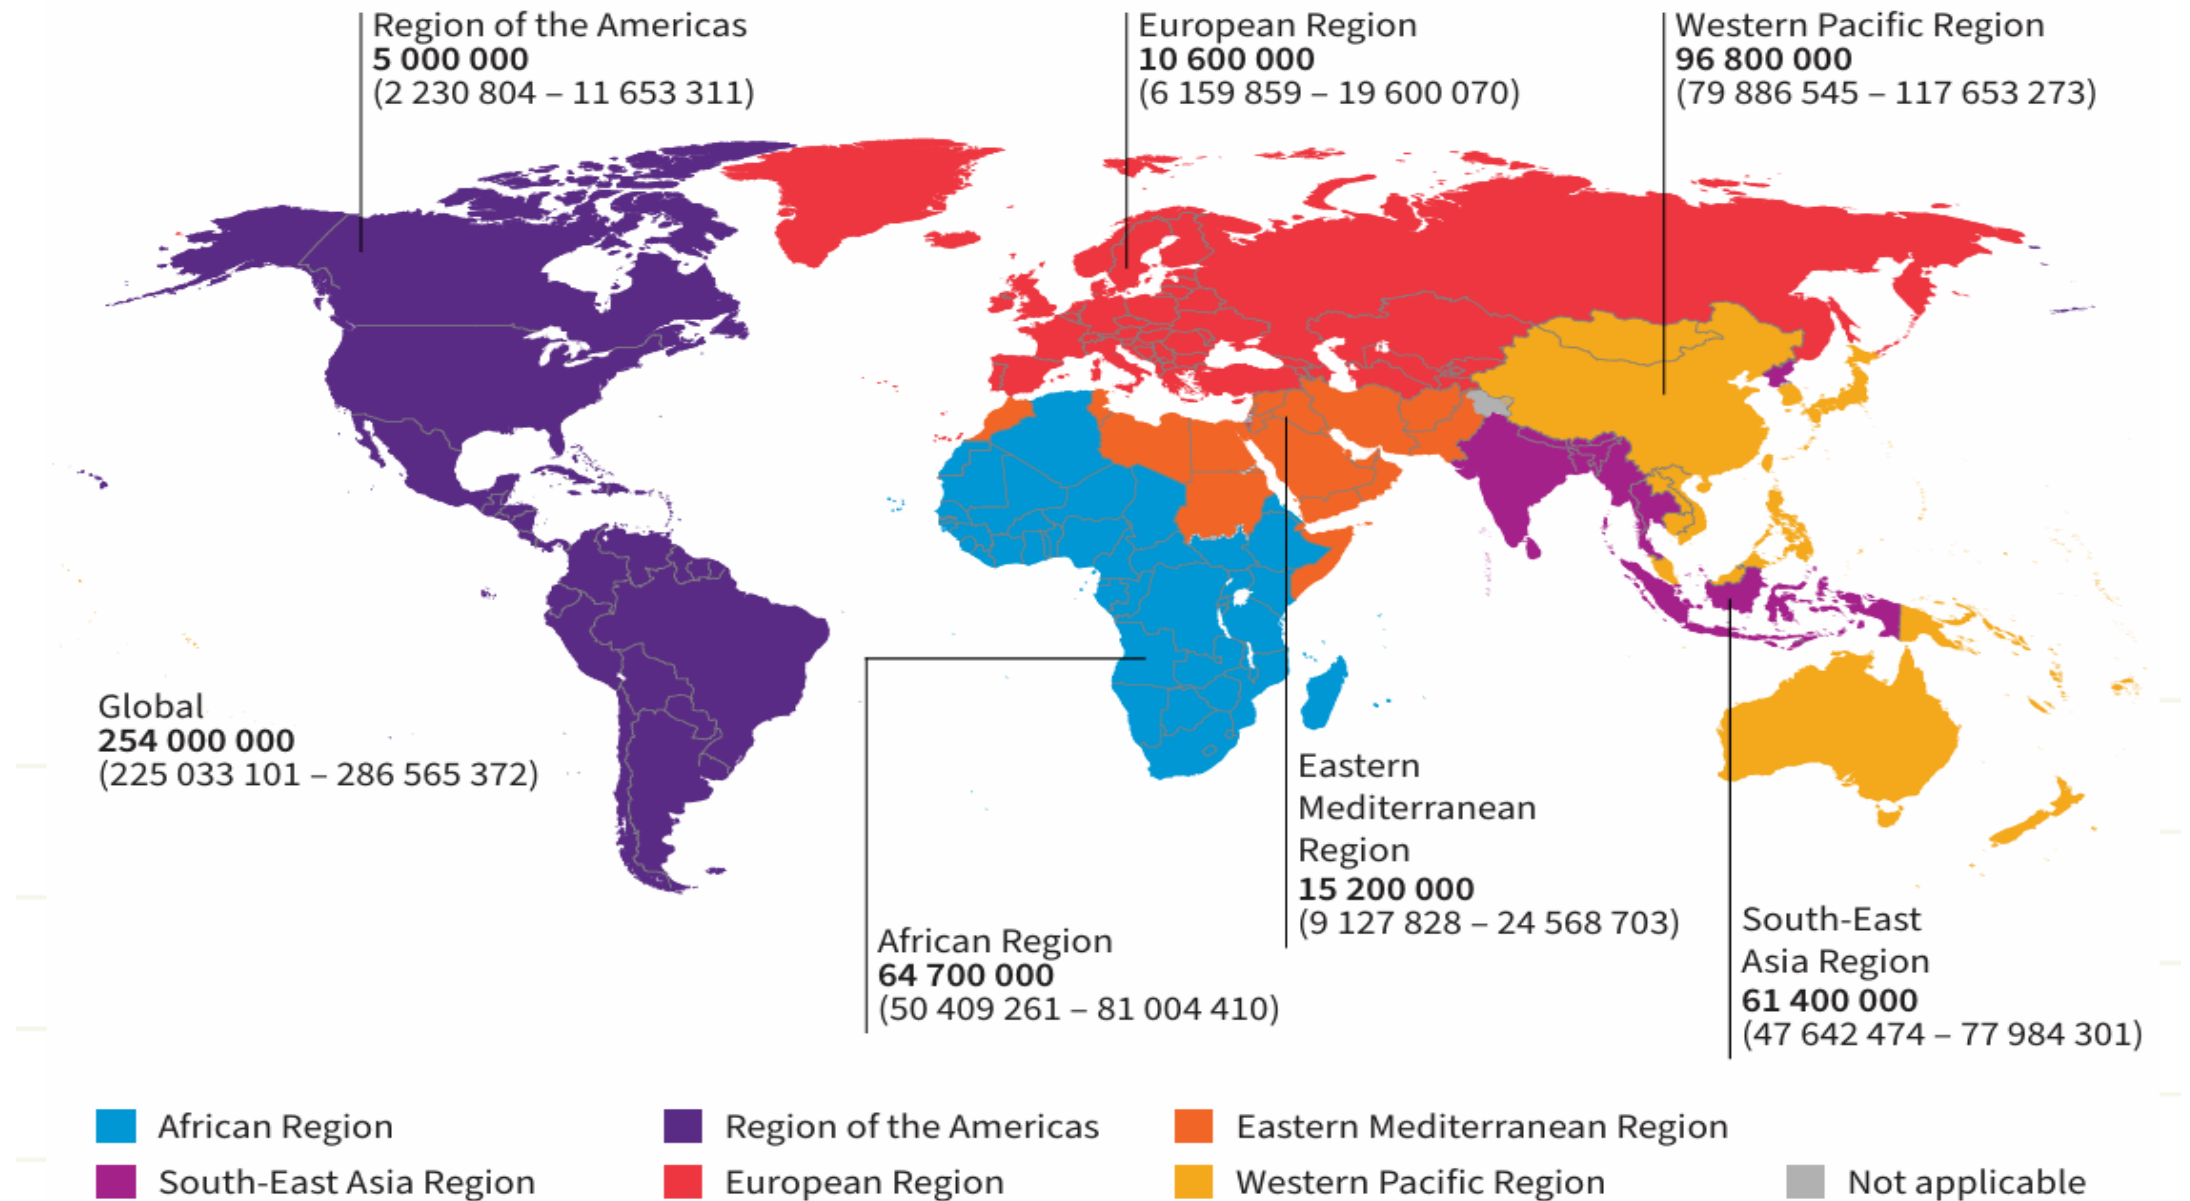 Region of the Americas
5 000 000
(2 230 804 – 11 653 311)
European Region
10 600 000
(6 159 859 – 19 600 070)
Western Pacific Region
96 800 000
(79 886 545 – 117 653 273)
Global
254 000 000
(225 033 101 – 286 565 372)
African Region
64 700 000
(50 409 261 – 81 004 410)
Eastern
Mediterranean
Region
15 200 000
(9 127 828 – 24 568 703)
South-East
Asia Region
61 400 000
(47 642 474 – 77 984 301)
African Region
Region of the Americas
Eastern Mediterranean Region
South-East Asia Region
European Region
Western Pacific Region
Not applicable